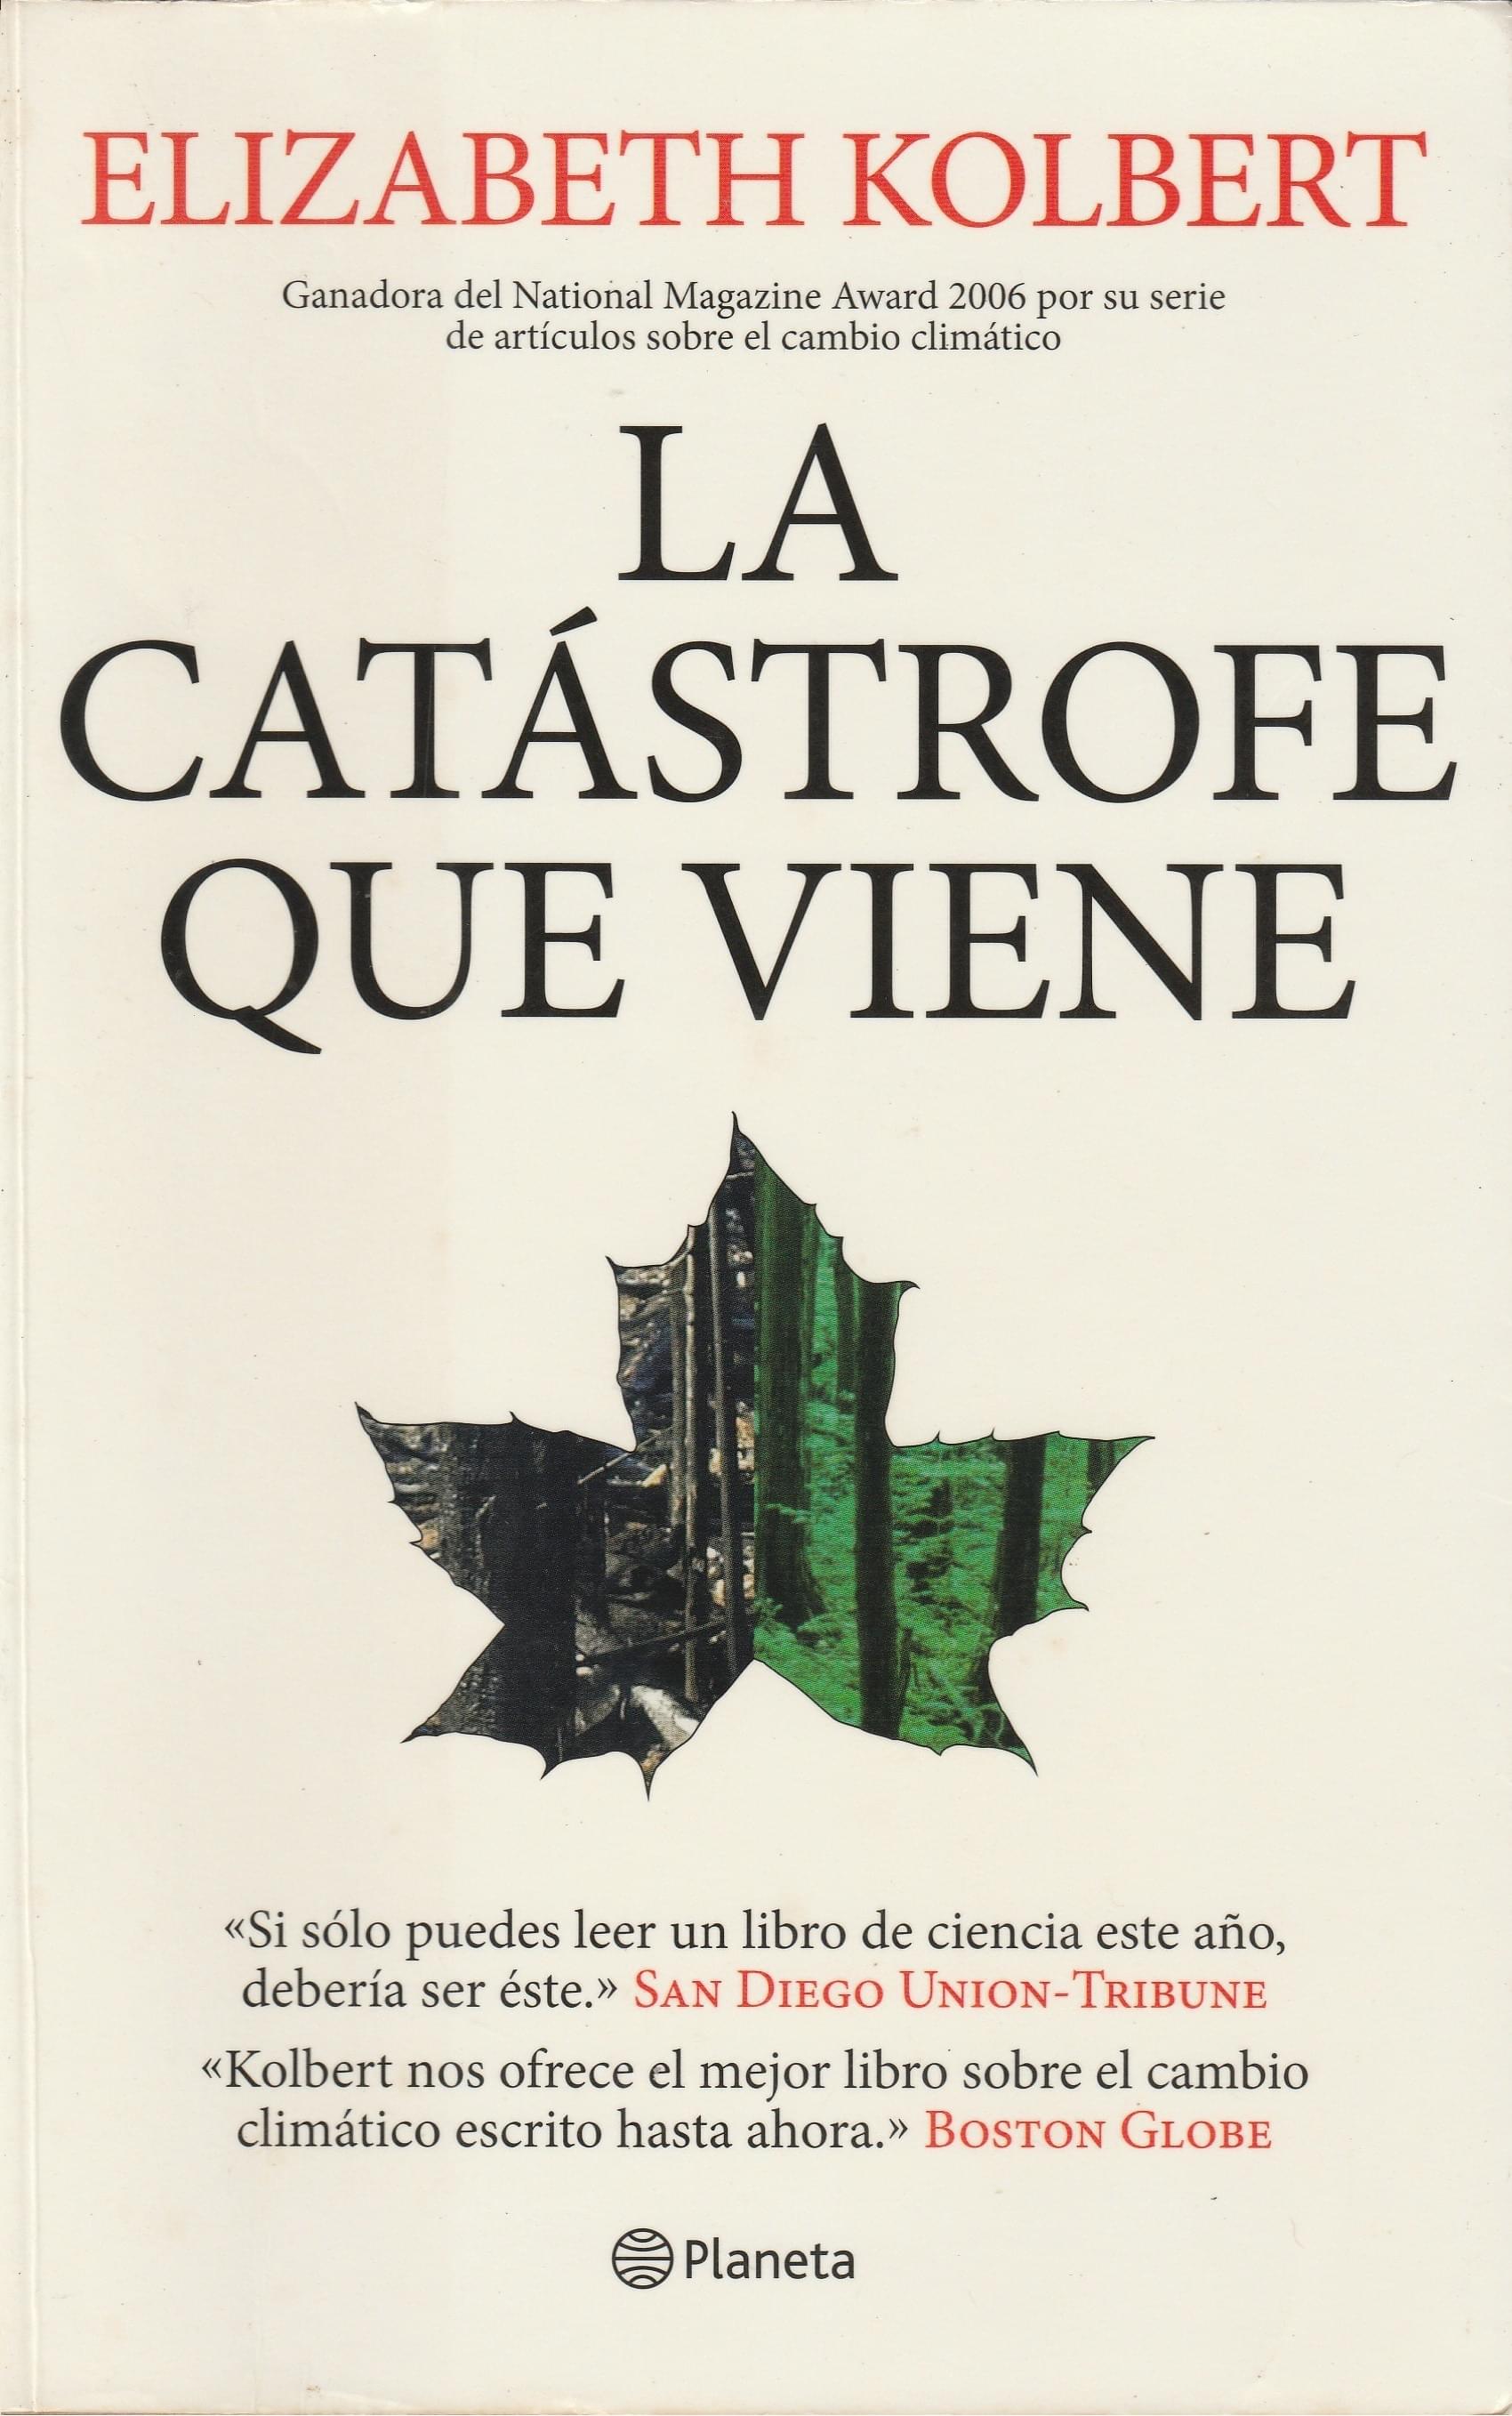 ELIZABETH KOLBERT
Ganadora del National Magazine Award 2006 por su serie
de artículos sobre el cambio climático
LA
CATÁSTROFE
QUE VIENE
«Si sólo puedes leer un libro de ciencia este año,
debería ser éste.» SAN DIEGO UNION-TRIBUNE
«Kolbert nos ofrece el mejor libro sobre el cambio
climático escrito hasta ahora.» BOSTON GLOBE
Planeta